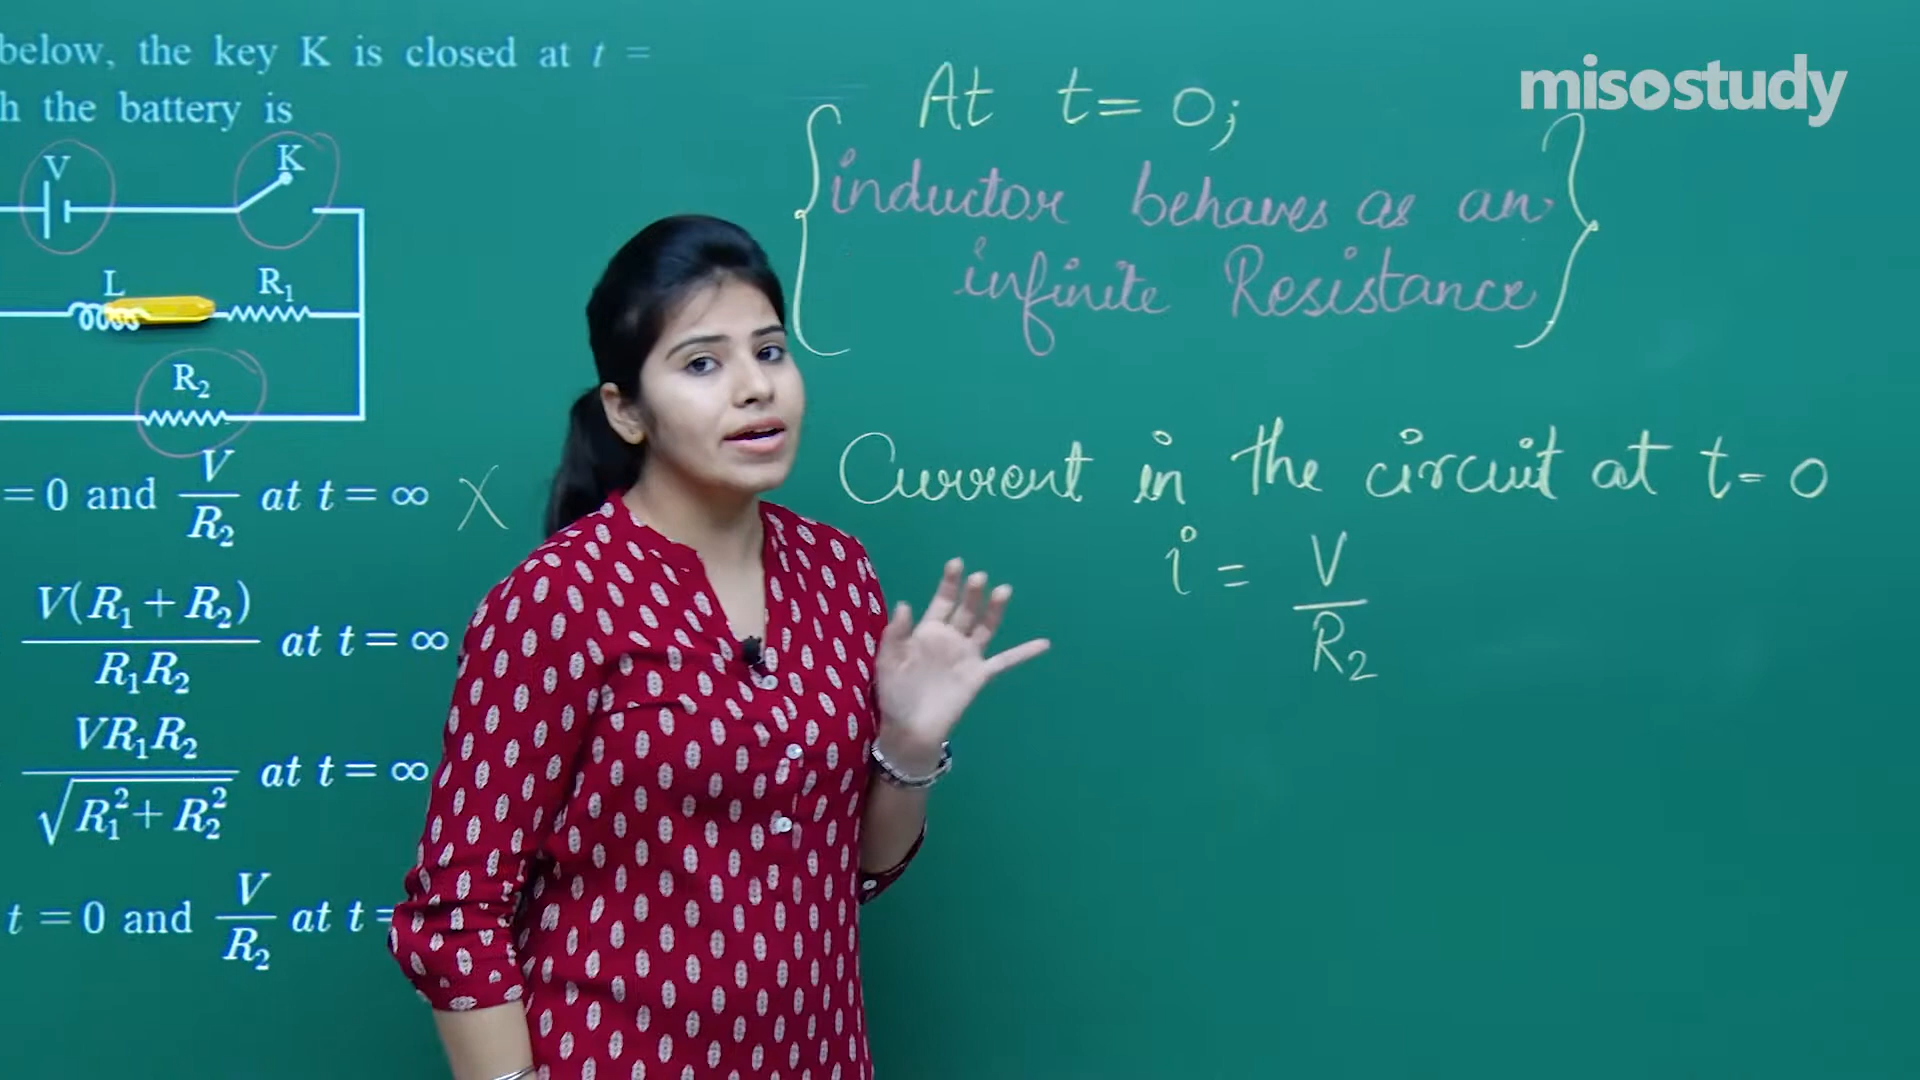 below, the key K is closed at t =
h the battery is
V
K
L
R₁
R₂
= 0 and V/R₂ at t = ∞ X
V(R₁ + R₂)/R₁R₂ at t = ∞
VR₁R₂/√(R₁² + R₂²) at t = ∞
t = 0 and V/R₂ at t =
misostudy
At t = 0;
{inductor behaves as an
infinite Resistance}
Current in the circuit at t = 0
i = V/R₂